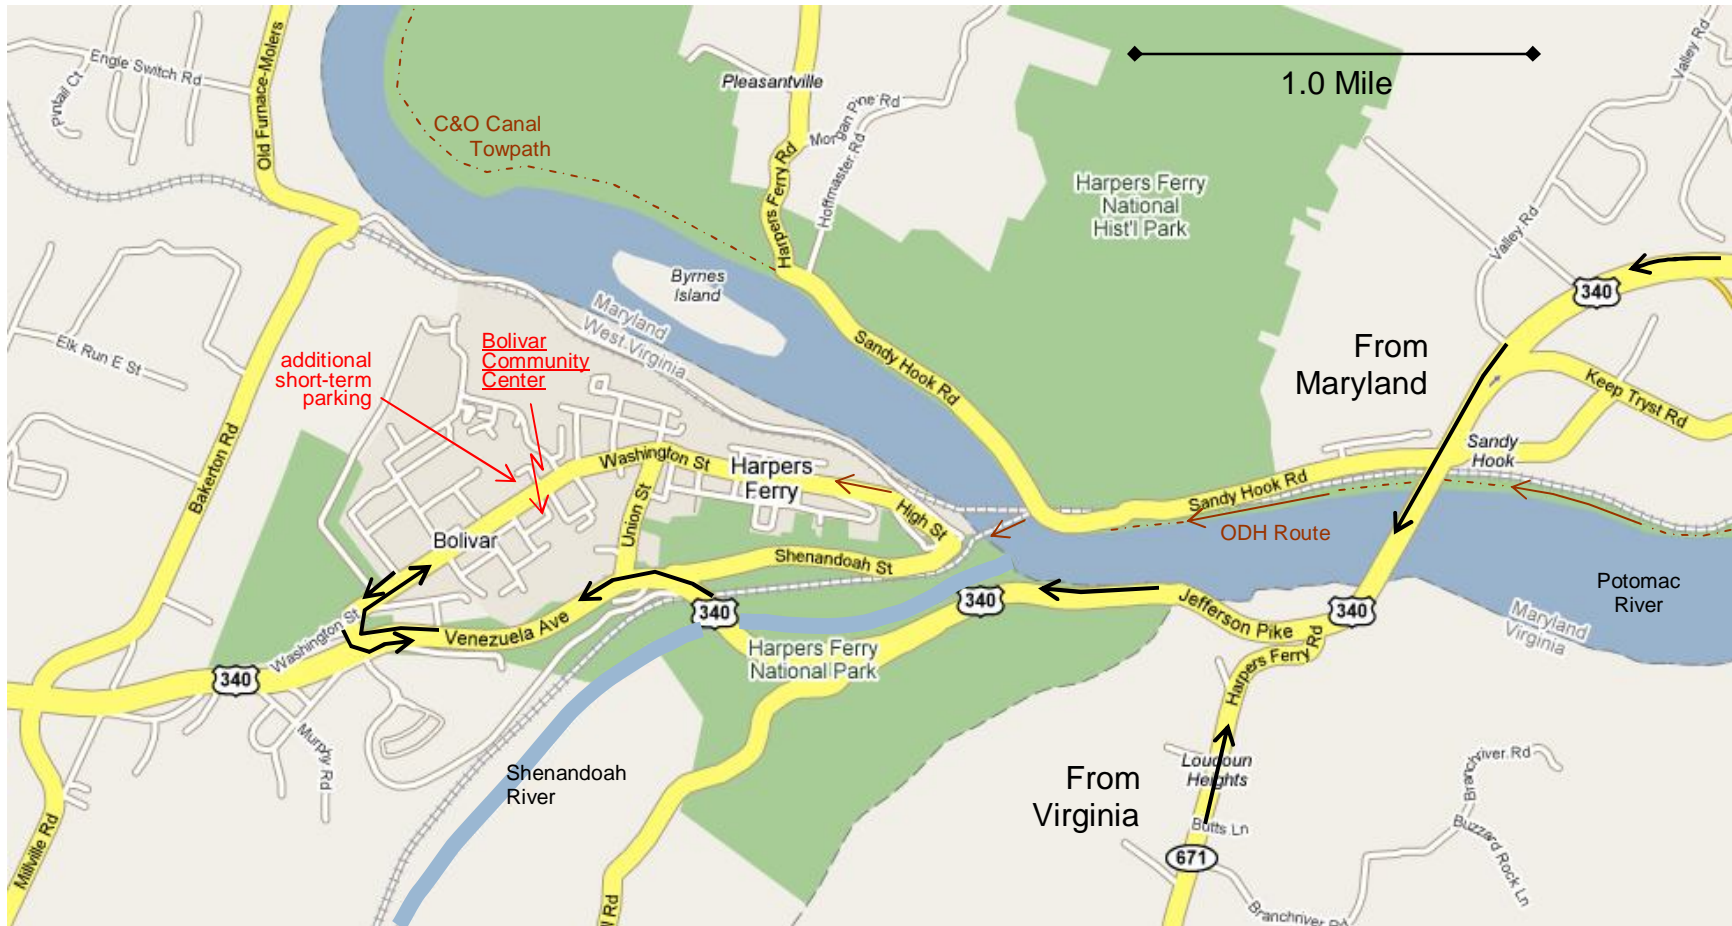 Engle Switch Rd
Pintail Ct
Old Furnace-Molers
C&O Canal
Towpath
Pleasantville
Morgan Pine Rd
Hoffmaster Rd
Harpers Ferry Rd
1.0 Mile
Valley Rd
Harpers Ferry
National
Hist'l Park
Valley Rd
340
Byrnes
Island
Maryland
West Virginia
Elk Run E St
additional
short-term
parking
Bolivar
Community
Center
Sandy Hook Rd
From
Maryland
Keep Tryst Rd
Sandy
Hook
Bakerton Rd
Washington St
Harpers
Ferry
High St
Union St
Bolivar
Shenandoah St
Sandy Hook Rd
ODH Route
Potomac
River
Maryland
Virginia
340
340
340
Jefferson Pike
Harpers Ferry Rd
Washington St
Venezuela Ave
340
Harpers Ferry
National Park
Murphy Rd
Shenandoah
River
Millville Rd
From
Virginia
Loudoun
Heights
Butts Ln
671
Branchriver Rd
Buzzard Rock Ln
Branchriver Rd
Rd